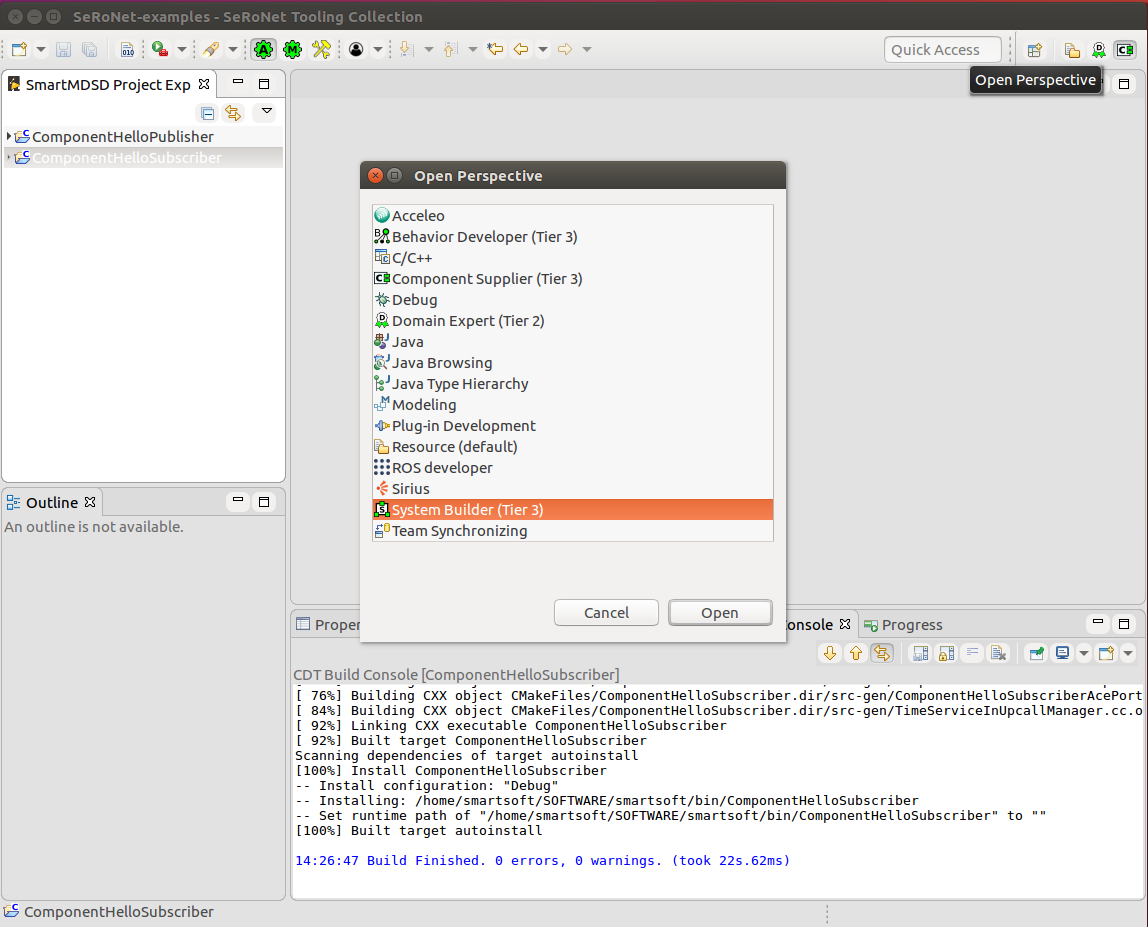 SeRoNet-examples - SeRoNet Tooling Collection
010
A
M
Quick Access
D
C
SmartMDSD Project Exp
Open Perspective
ComponentHelloPublisher
ComponentHelloSubscriber
Open Perspective
Acceleo
Behavior Developer (Tier 3)
C/C++
Component Supplier (Tier 3)
Debug
Domain Expert (Tier 2)
Java
Java Browsing
Java Type Hierarchy
Modeling
Plug-in Development
Resource (default)
ROS developer
Sirius
System Builder (Tier 3)
Team Synchronizing
Cancel
Open
Outline
An outline is not available.
Proper
onsole
Progress
CDT Build Console [ComponentHelloSubscriber]
[ 76%] Building CXX object CMakeFiles/ComponentHelloSubscriber.dir/src-gen/ComponentHelloSubscriberAcePort
[ 84%] Building CXX object CMakeFiles/ComponentHelloSubscriber.dir/src-gen/TimeServiceInUpcallManager.cc.o
[ 92%] Linking CXX executable ComponentHelloSubscriber
[ 92%] Built target ComponentHelloSubscriber
Scanning dependencies of target autoinstall
[100%] Install ComponentHelloSubscriber
-- Install configuration: "Debug"
-- Installing: /home/smartsoft/SOFTWARE/smartsoft/bin/ComponentHelloSubscriber
-- Set runtime path of "/home/smartsoft/SOFTWARE/smartsoft/bin/ComponentHelloSubscriber" to ""
[100%] Built target autoinstall
14:26:47 Build Finished. 0 errors, 0 warnings. (took 22s.62ms)
ComponentHelloSubscriber